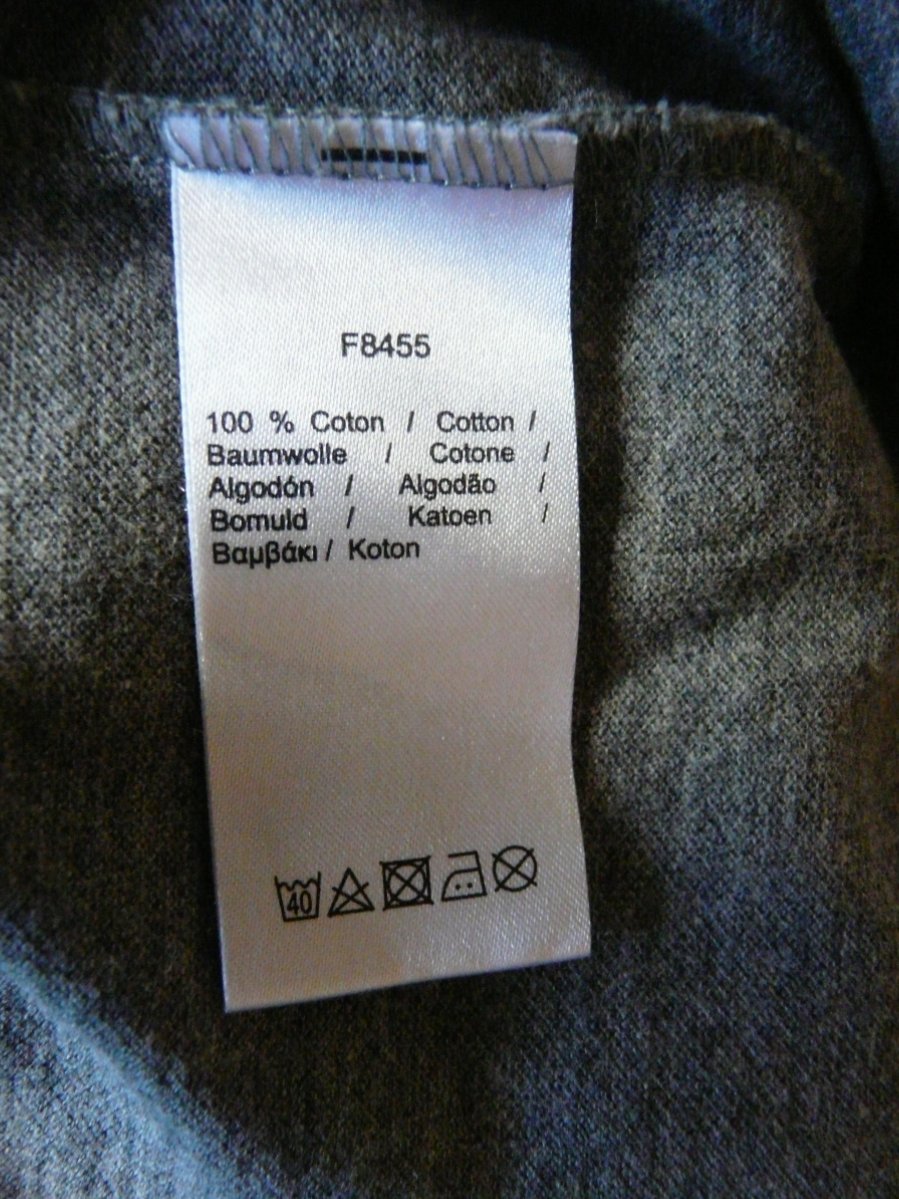 F8455
100 % Coton / Cotton /
Baumwolle / Cotone /
Algodón / Algodão /
Bomuld / Katoen /
Βαμβάκι / Koton
40